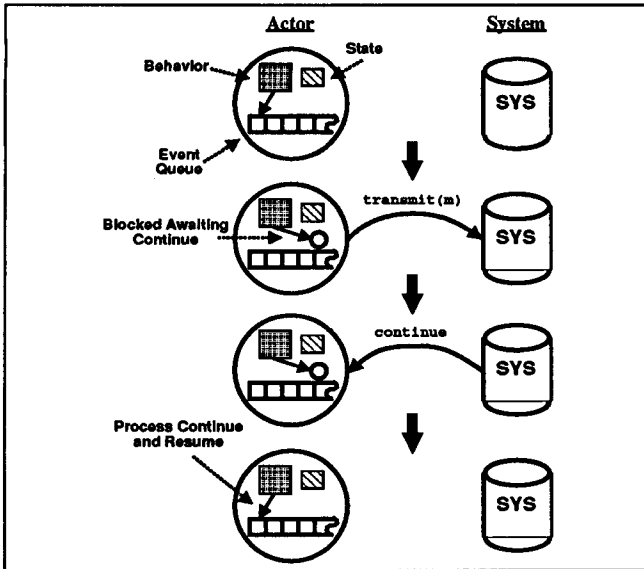 Actor
System
Behavior
State
SYS
Event
Queue
transmit(m)
Blocked Awaiting
Continue
SYS
continue
SYS
Process Continue
and Resume
SYS